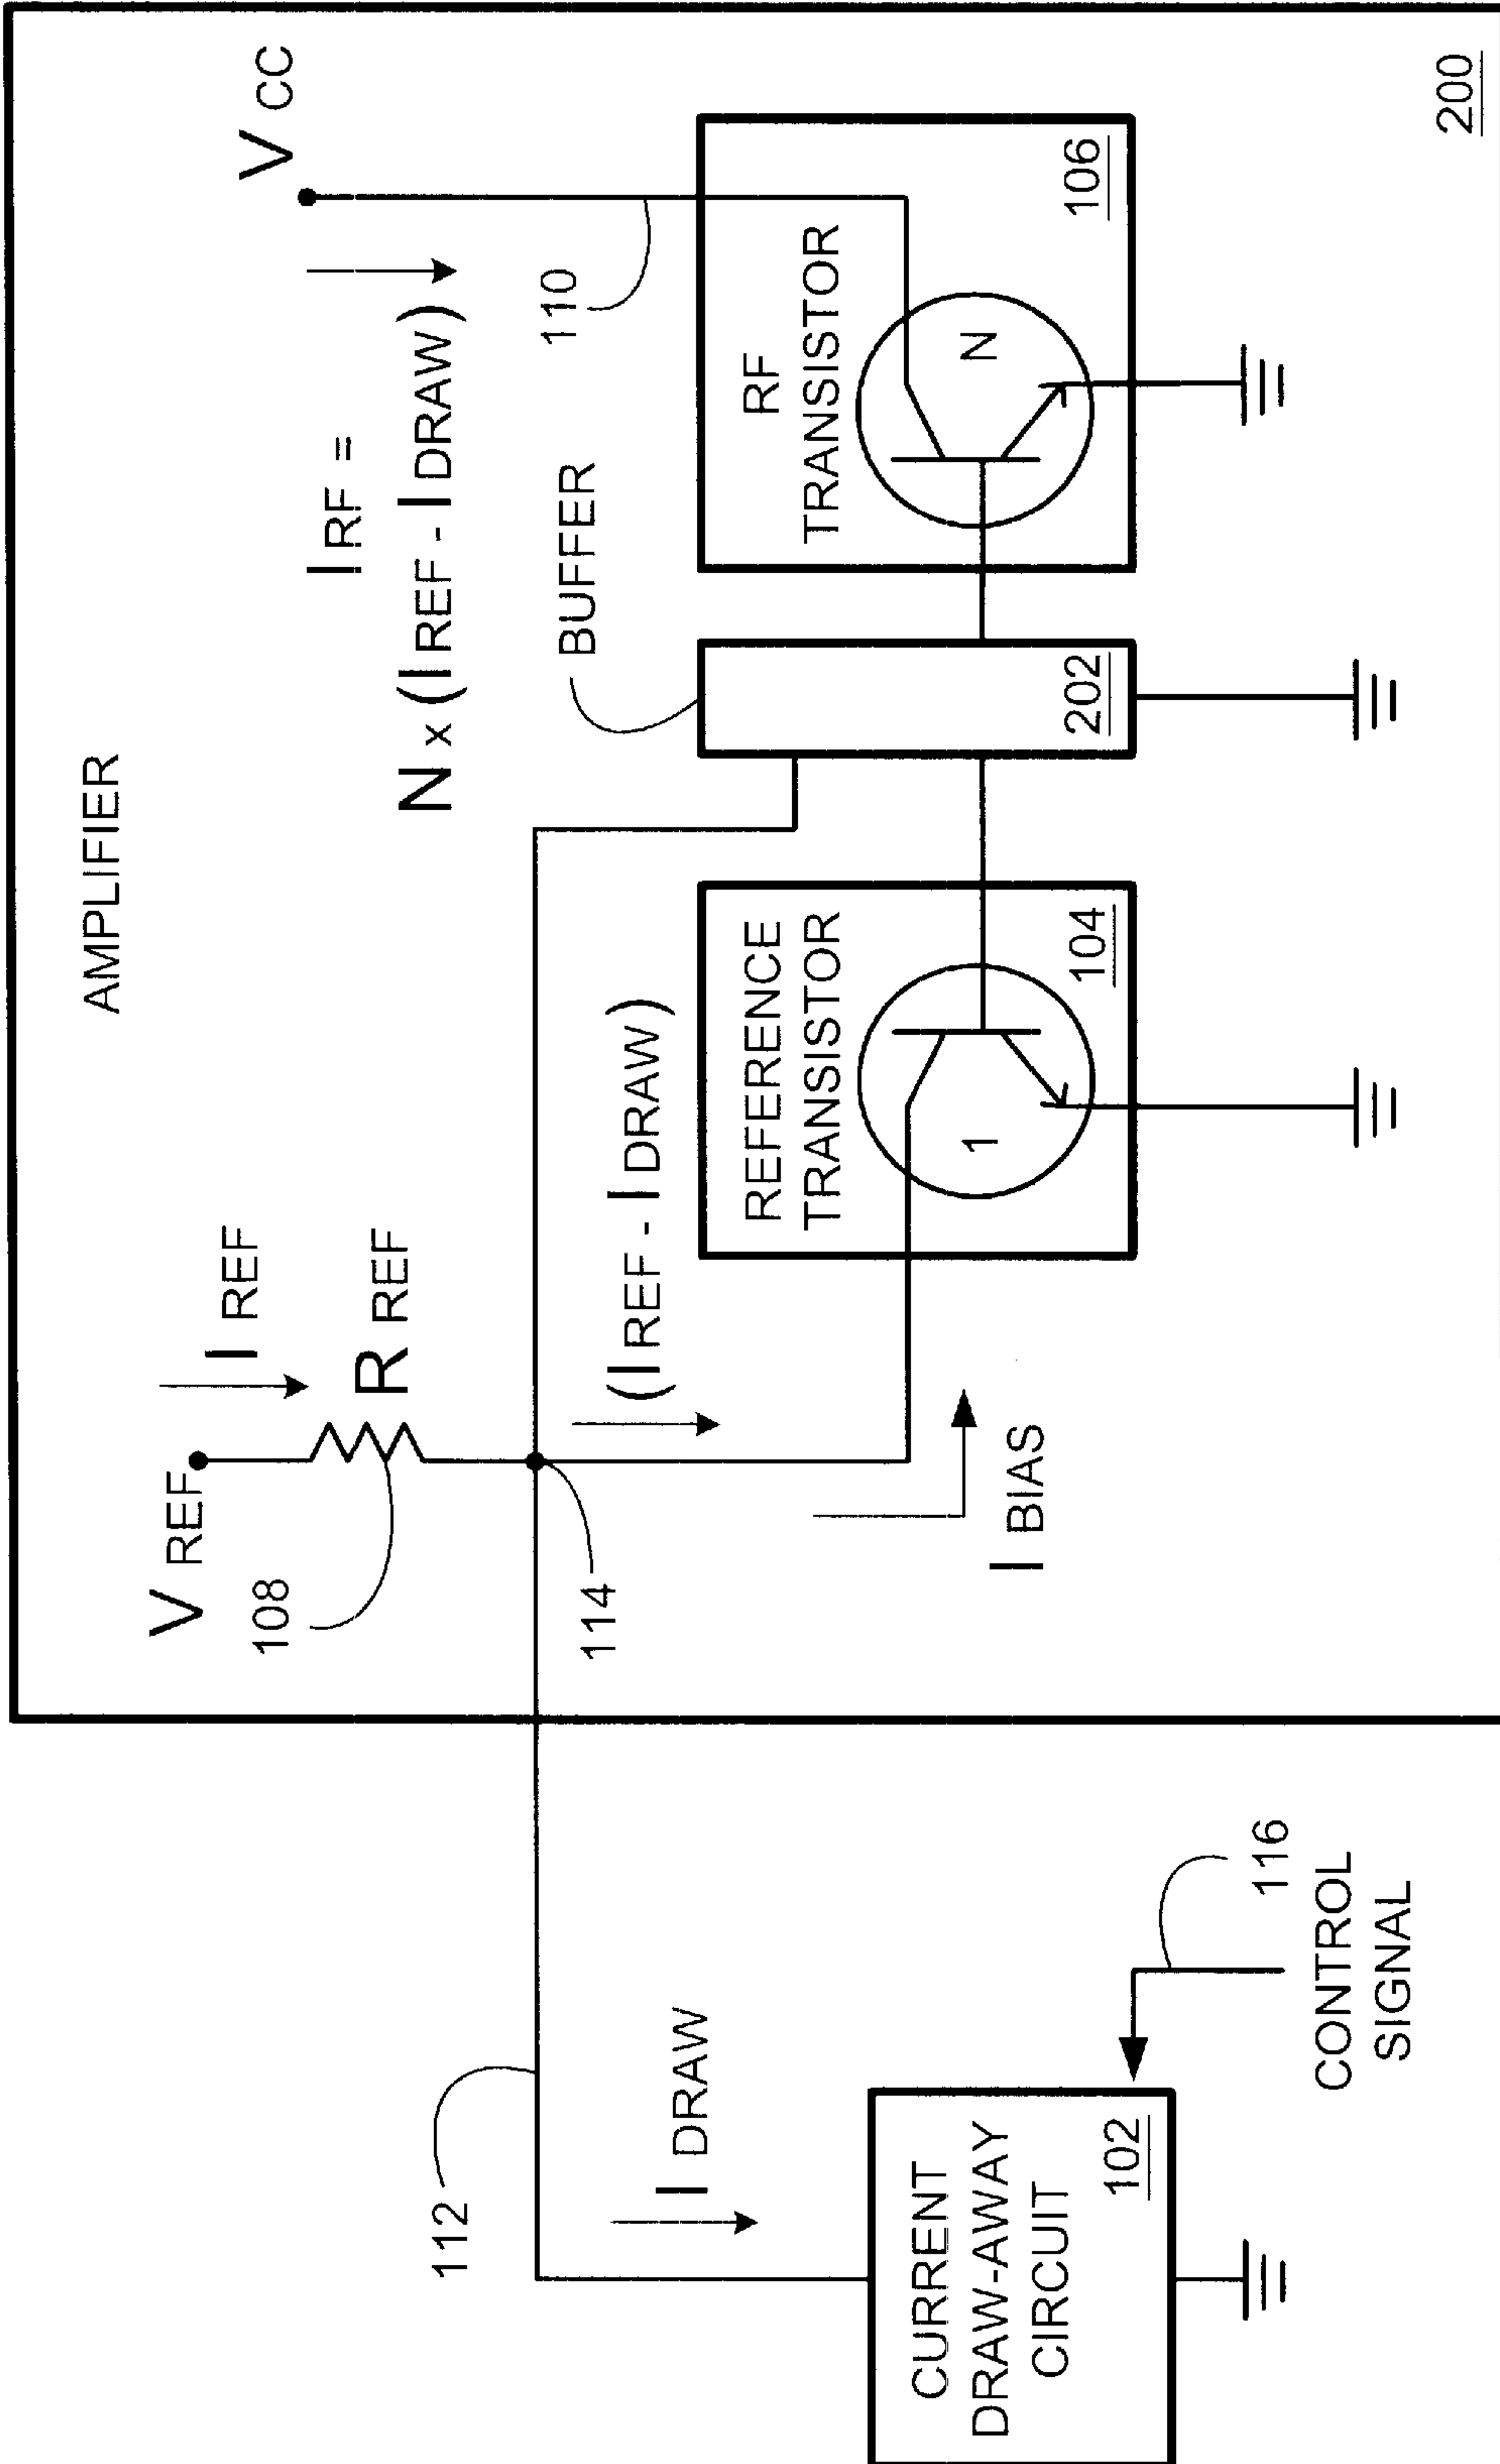 AMPLIFIER
V REF
I REF
R REF
108
114
(I REF - I DRAW)
I BIAS
REFERENCE
TRANSISTOR
1
104
BUFFER
202
I RF =
N x (I REF - I DRAW)
V CC
110
RF
TRANSISTOR
N
106
200
112
I DRAW
CURRENT
DRAW-AWAY
CIRCUIT
102
116
CONTROL
SIGNAL